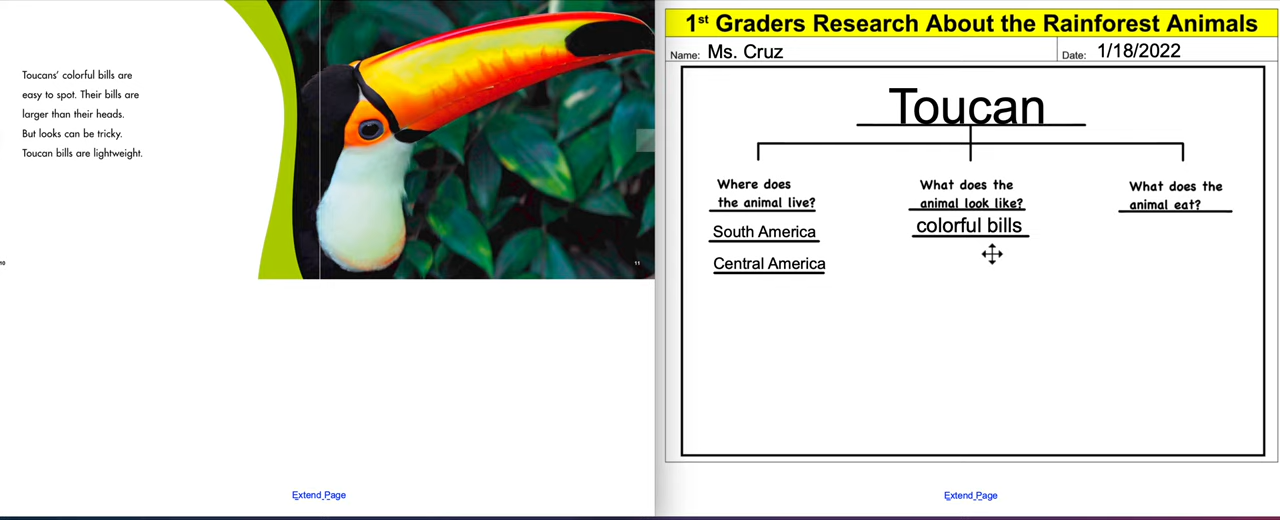 Toucans' colorful bills are
easy to spot. Their bills are
larger than their heads.
But looks can be tricky.
Toucan bills are lightweight.
10
11
Extend Page
1st Graders Research About the Rainforest Animals
Name: Ms. Cruz
Date: 1/18/2022
Toucan
Where does
the animal live?
South America
Central America
What does the
animal look like?
colorful bills
What does the
animal eat?
Extend Page